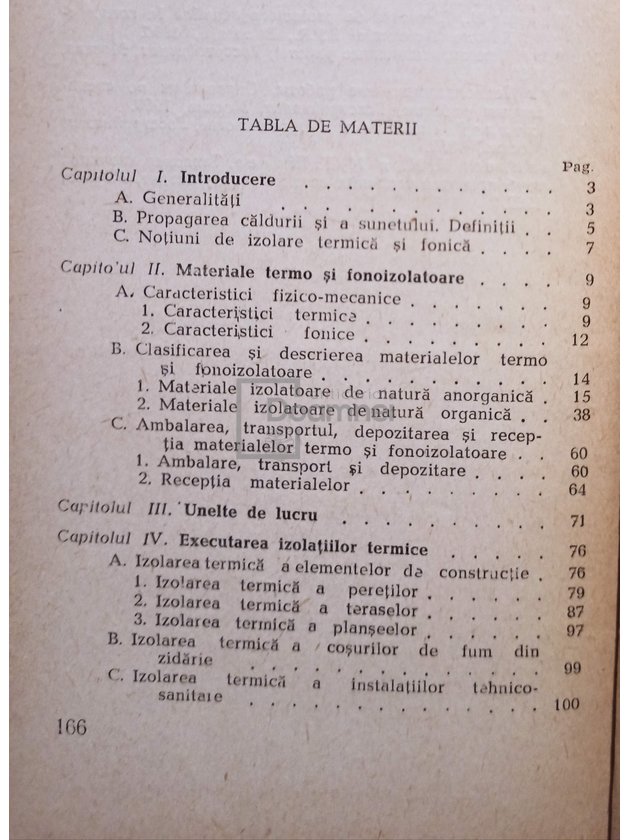 TABLA DE MATERII
Pag.
Capitolul I. Introducere . . . . . . . . . . . 3
A. Generalități . . . . . . . . . . . . 3
B. Propagarea căldurii și a sunetului. Definiții . . 5
C. Noțiuni de izolare termică și fonică . . . . 7
Capito'ul II. Materiale termo și fonoizolatoare . . . . 9
A. Caracteristici fizico-mecanice . . . . . . 9
1. Caracteristici termice . . . . . . . . 9
2. Caracteristici fonice . . . . . . . . 12
B. Clasificarea și descrierea materialelor termo
și fonoizolatoare . . . . . . . . . . 14
1. Materiale izolatoare de natură anorganică . 15
2. Materiale izolatoare de natură organică . . 38
C. Ambalarea, transportul, depozitarea și recep-
ția materialelor termo și fonoizolatoare . . 60
1. Ambalare, transport și depozitare . . . . 60
2. Recepția materialelor . . . . . . . . 64
Capitolul III. Unelte de lucru . . . . . . . . . 71
Capitolul IV. Executarea izolațiilor termice . . . . . 76
A. Izolarea termică a elementelor de construcție . 76
1. Izolarea termică a pereților . . . . . . 79
2. Izolarea termică a teraselor . . . . . . 87
3. Izolarea termică a planșeelor . . . . . . 97
B. Izolarea termică a coșurilor de fum din
zidărie . . . . . . . . . . . . . 99
C. Izolarea termică a instalațiilor tehnico-
sanitare . . . . . . . . . . . . . 100
166